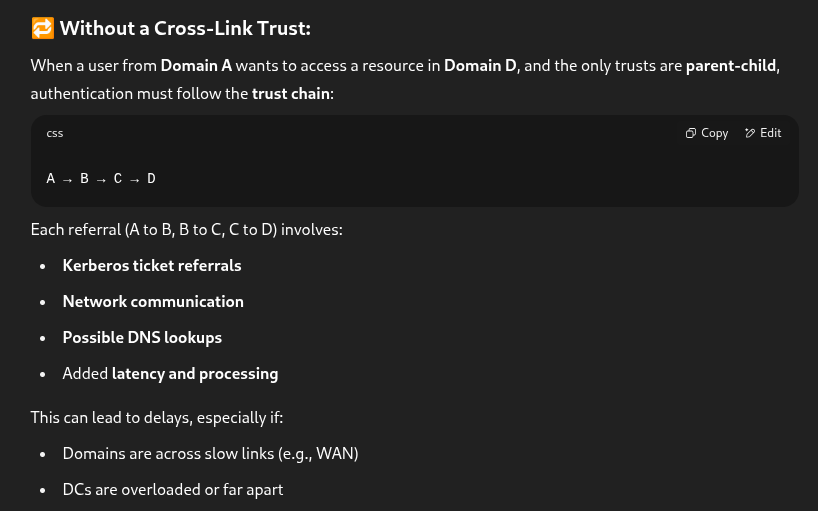 🔁 Without a Cross-Link Trust:
When a user from Domain A wants to access a resource in Domain D, and the only trusts are parent-child,
authentication must follow the trust chain:
css Copy Edit
A → B → C → D
Each referral (A to B, B to C, C to D) involves:
• Kerberos ticket referrals
• Network communication
• Possible DNS lookups
• Added latency and processing
This can lead to delays, especially if:
• Domains are across slow links (e.g., WAN)
• DCs are overloaded or far apart